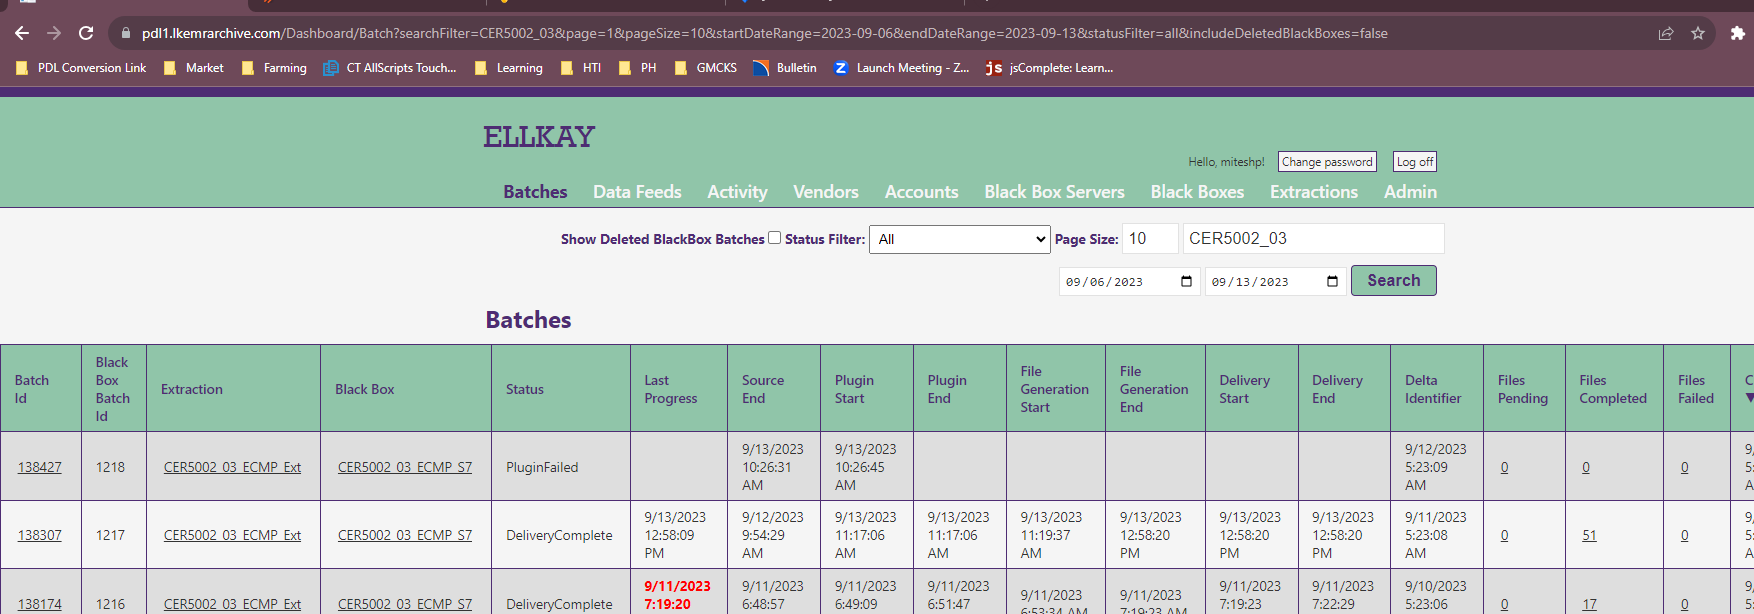 pdl1.lkemrarchive.com/Dashboard/Batch?searchFilter=CER5002_03&page=1&pageSize=10&startDateRange=2023-09-06&endDateRange=2023-09-13&statusFilter=all&includeDeletedBlackBoxes=false
PDL Conversion Link Market Farming CT AllScripts Touch... Learning HTI PH GMCKS Bulletin Launch Meeting - Z... js jsComplete: Learn...
ELLKAY
Hello, miteshp! Change password Log off
Batches Data Feeds Activity Vendors Accounts Black Box Servers Black Boxes Extractions Admin
Show Deleted BlackBox Batches Status Filter: All Page Size: 10 CER5002_03
09/06/2023 09/13/2023 Search
Batches
Batch Id Black Box Batch Id Extraction Black Box Status Last Progress Source End Plugin Start Plugin End File Generation Start File Generation End Delivery Start Delivery End Delta Identifier Files Pending Files Completed Files Failed
138427 1218 CER5002_03_ECMP_Ext CER5002_03_ECMP_S7 PluginFailed 9/13/2023 10:26:31 AM 9/13/2023 10:26:45 AM 9/12/2023 5:23:09 AM 0 0 0
138307 1217 CER5002_03_ECMP_Ext CER5002_03_ECMP_S7 DeliveryComplete 9/13/2023 12:58:09 PM 9/12/2023 9:54:29 AM 9/13/2023 11:17:06 AM 9/13/2023 11:17:06 AM 9/13/2023 11:19:37 AM 9/13/2023 12:58:20 PM 9/13/2023 12:58:20 PM 9/13/2023 12:58:20 PM 9/11/2023 5:23:08 AM 0 51 0
138174 1216 CER5002_03_ECMP_Ext CER5002_03_ECMP_S7 DeliveryComplete 9/11/2023 7:19:20 9/11/2023 6:48:57 9/11/2023 6:49:09 9/11/2023 6:51:47 9/11/2023 6:53:34 AM 9/11/2023 7:19:23 AM 9/11/2023 7:19:23 9/11/2023 7:22:29 9/10/2023 5:23:06 0 17 0